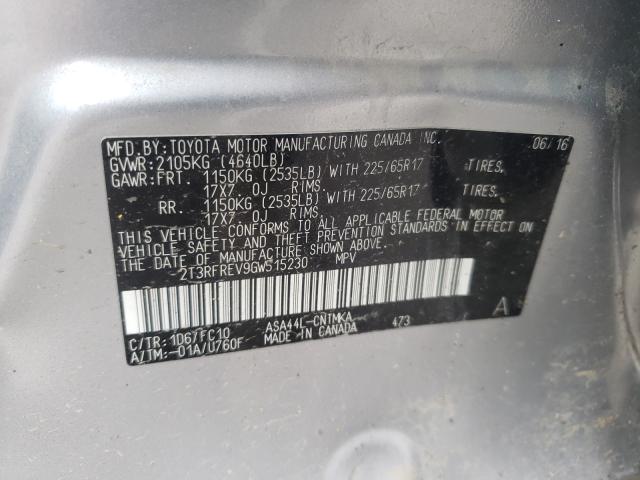 MFD.BY:TOYOTA MOTOR MANUFACTURING CANADA INC. 06/16
GVWR:2105KG (4640LB)
GAWR:FRT. 1150KG (2535LB) WITH 225/65R17 TIRES.
17X7 0J RIMS.
RR. 1150KG (2535LB) WITH 225/65R17 TIRES.
17X7 0J RIMS.
THIS VEHICLE CONFORMS TO ALL APPLICABLE FEDERAL MOTOR
VEHICLE SAFETY AND THEFT PREVENTION STANDARDS IN EFFECT ON
THE DATE OF MANUFACTURE SHOWN ABOVE.
2T3RFREV9GW515230 MPV
C/TR:1D6/FC10 ASA44L-CNTMKA 473 A
A/TM:-01A/U760F MADE IN CANADA